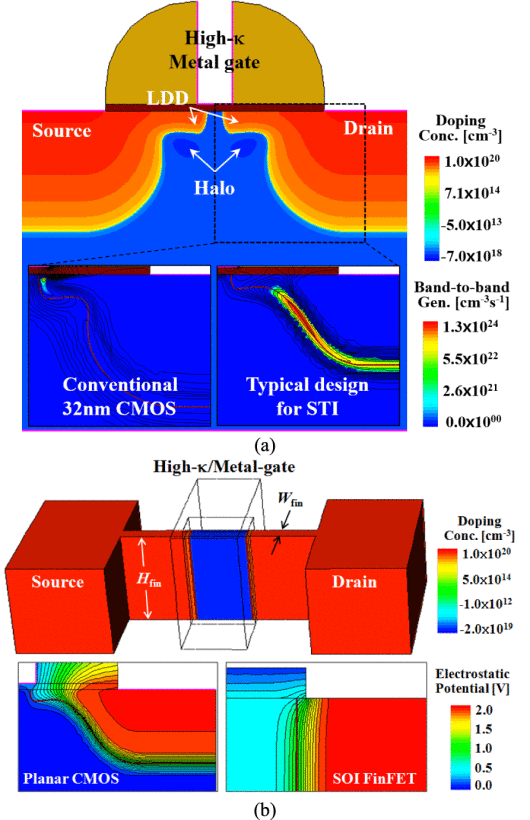 High-κ
Metal gate
LDD
Source
Drain
Halo
Doping
Conc. [cm⁻³]
1.0x10²⁰
7.1x10¹⁴
-5.0x10¹³
-7.0x10¹⁸
Band-to-band
Gen. [cm⁻³s⁻¹]
1.3x10²⁴
5.5x10²²
2.6x10²¹
0.0x10⁰⁰
Conventional
32nm CMOS
Typical design
for STI
(a)
High-κ/Metal-gate
Wfin
Source
Hfin
Drain
Doping
Conc. [cm⁻³]
1.0x10²⁰
5.0x10¹⁴
-1.0x10¹²
-2.0x10¹⁹
Planar CMOS
SOI FinFET
Electrostatic
Potential [V]
2.0
1.5
1.0
0.5
0.0
(b)